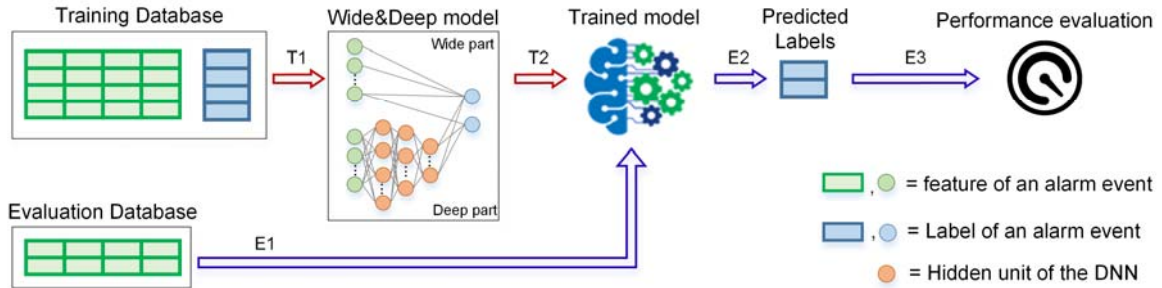 Training Database
Wide&Deep model
Trained model
Predicted
Labels
Performance evaluation
T1
Wide part
T2
E2
E3
Deep part
Evaluation Database
E1
, = feature of an alarm event
, = Label of an alarm event
= Hidden unit of the DNN